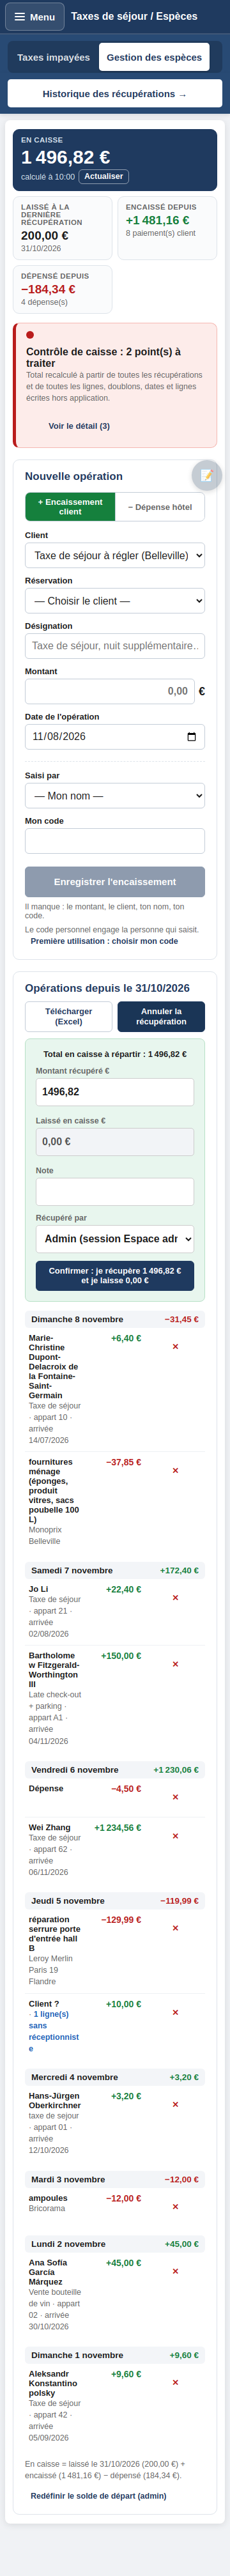 Menu
Taxes de séjour / Espèces
Taxes impayées
Gestion des espèces
Historique des récupérations →
EN CAISSE
1 496,82 €
calculé à 10:00
Actualiser
LAISSÉ À LA
DERNIÈRE
RÉCUPÉRATION
200,00 €
31/10/2026
ENCAISSÉ DEPUIS
+1 481,16 €
8 paiement(s) client
DÉPENSÉ DEPUIS
−184,34 €
4 dépense(s)
Contrôle de caisse : 2 point(s) à
traiter
Total recalculé à partir de toutes les récupérations
et de toutes les lignes, doublons, dates et lignes
écrites hors application.
Voir le détail (3)
Nouvelle opération
+ Encaissement
client
− Dépense hôtel
Client
Taxe de séjour à régler (Belleville)
Réservation
— Choisir le client —
Désignation
Taxe de séjour, nuit supplémentaire…
Montant
0,00 €
Date de l'opération
11/08/2026
Saisi par
— Mon nom —
Mon code
Enregistrer l'encaissement
Il manque : le montant, le client, ton nom, ton
code.
Le code personnel engage la personne qui saisit.
Première utilisation : choisir mon code
Opérations depuis le 31/10/2026
Télécharger
(Excel)
Annuler la
récupération
Total en caisse à répartir : 1 496,82 €
Montant récupéré €
1496,82
Laissé en caisse €
0,00 €
Note
Récupéré par
Admin (session Espace adr
Confirmer : je récupère 1 496,82 €
et je laisse 0,00 €
Dimanche 8 novembre −31,45 €
Marie-
Christine
Dupont-
Delacroix de
la Fontaine-
Saint-
Germain
+6,40 €
×
Taxe de séjour
· appart 10 ·
arrivée
14/07/2026
fournitures
ménage
(éponges,
produit
vitres, sacs
poubelle 100
L)
−37,85 €
×
Monoprix
Belleville
Samedi 7 novembre +172,40 €
Jo Li
+22,40 €
×
Taxe de séjour
· appart 21 ·
arrivée
02/08/2026
Bartholome
w Fitzgerald-
Worthington
III
+150,00 €
×
Late check-out
+ parking ·
appart A1 ·
arrivée
04/11/2026
Vendredi 6 novembre +1 230,06 €
Dépense
−4,50 €
×
Wei Zhang
+1 234,56 €
×
Taxe de séjour
· appart 62 ·
arrivée
06/11/2026
Jeudi 5 novembre −119,99 €
réparation
serrure porte
d'entrée hall
B
−129,99 €
×
Leroy Merlin
Paris 19
Flandre
Client ?
+10,00 €
×
· 1 ligne(s)
sans
réceptionnist
e
Mercredi 4 novembre +3,20 €
Hans-Jürgen
Oberkirchner
+3,20 €
×
taxe de sejour
· appart 01 ·
arrivée
12/10/2026
Mardi 3 novembre −12,00 €
ampoules
−12,00 €
×
Bricorama
Lundi 2 novembre +45,00 €
Ana Sofía
García
Márquez
+45,00 €
×
Vente bouteille
de vin · appart
02 · arrivée
30/10/2026
Dimanche 1 novembre +9,60 €
Aleksandr
Konstantino
polsky
+9,60 €
×
Taxe de séjour
· appart 42 ·
arrivée
05/09/2026
En caisse = laissé le 31/10/2026 (200,00 €) +
encaissé (1 481,16 €) − dépensé (184,34 €).
Redéfinir le solde de départ (admin)